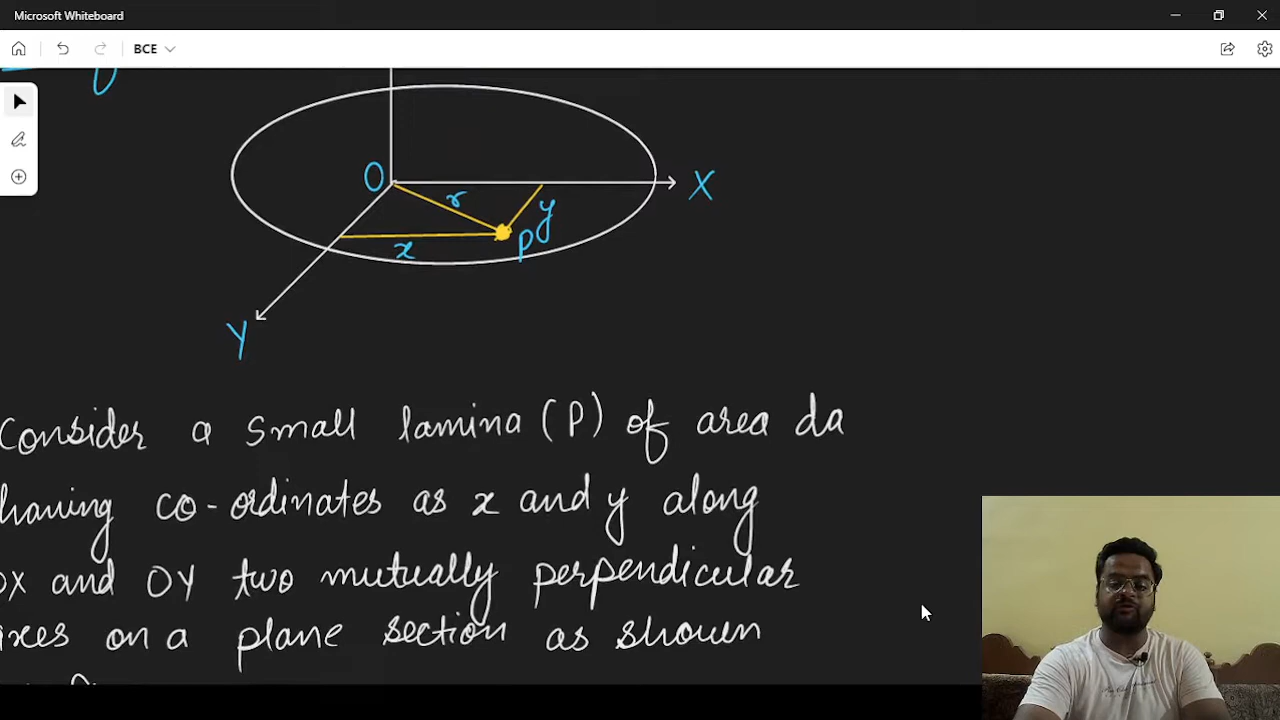 Microsoft Whiteboard
BCE
O
r
X
y
x
P
Y
Consider a small lamina (P) of area da
having co-ordinates as x and y along
OX and OY two mutually perpendicular
axes on a plane section as shown